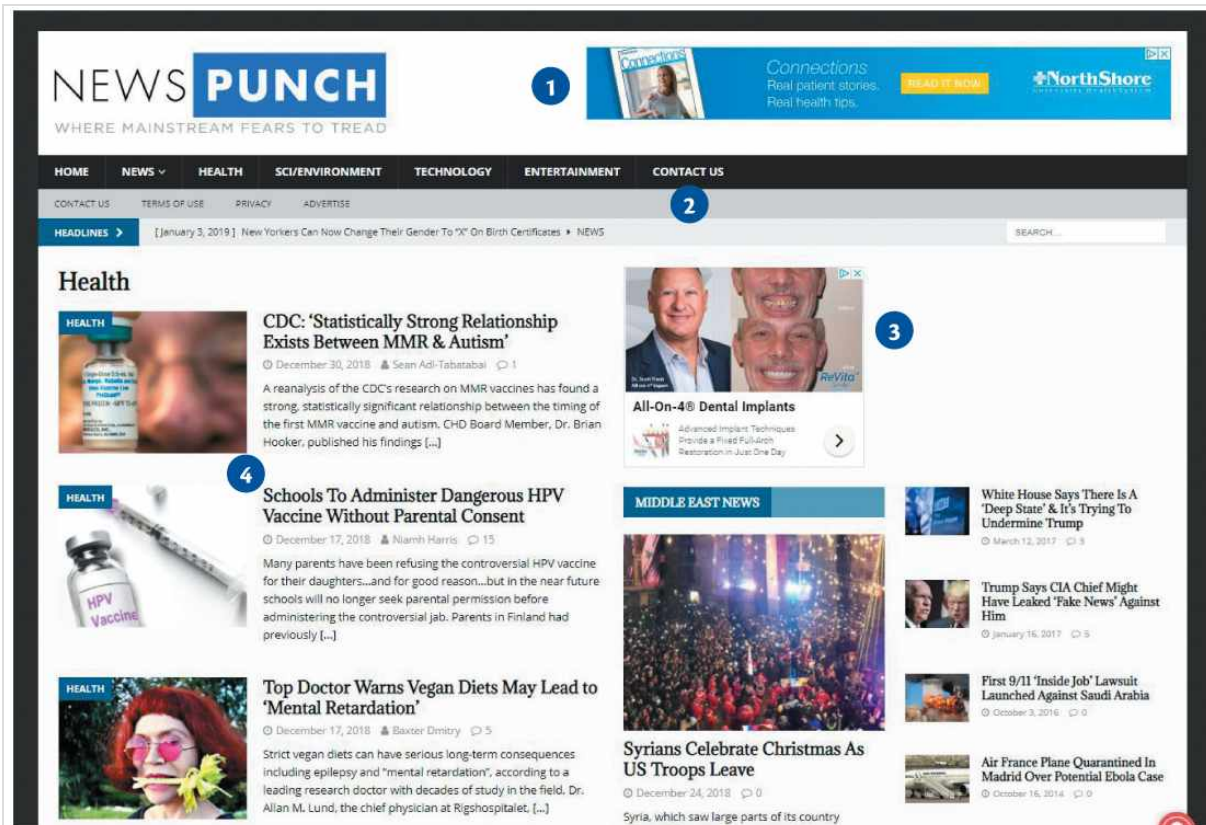 NEWS PUNCH
WHERE MAINSTREAM FEARS TO TREAD
1
Connections
Connections
Real patient stories.
Real health tips.
READ IT NOW
NorthShore
HOME NEWS HEALTH SCI/ENVIRONMENT TECHNOLOGY ENTERTAINMENT CONTACT US
CONTACT US TERMS OF USE PRIVACY ADVERTISE
2
HEADLINES
[ January 3, 2019 ] New Yorkers Can Now Change Their Gender To "X" On Birth Certificates NEWS
SEARCH...
Health
HEALTH
CDC: ‘Statistically Strong Relationship
Exists Between MMR & Autism’
December 30, 2018 Sean Adl-Tabatabai 1
A reanalysis of the CDC's research on MMR vaccines has found a
strong, statistically significant relationship between the timing of
the first MMR vaccine and autism. CHD Board Member, Dr. Brian
Hooker, published his findings [...]
4
HEALTH
HPV
Vaccine
Schools To Administer Dangerous HPV
Vaccine Without Parental Consent
December 17, 2018 Niamh Harris 15
Many parents have been refusing the controversial HPV vaccine
for their daughters...and for good reason...but in the near future
schools will no longer seek parental permission before
administering the controversial jab. Parents in Finland had
previously [...]
HEALTH
Top Doctor Warns Vegan Diets May Lead to
‘Mental Retardation’
December 17, 2018 Baxter Dmitry 5
Strict vegan diets can have serious long-term consequences
including epilepsy and "mental retardation", according to a
leading research doctor with decades of study in the field. Dr.
Allan M. Lund, the chief physician at Rigshospitalet, [...]
3
ReVita
All-On-4® Dental Implants
Advanced Implant Techniques
Provide a Fixed Full-Arch
Restoration in Just One Day
MIDDLE EAST NEWS
Syrians Celebrate Christmas As
US Troops Leave
December 24, 2018 0
Syria, which saw large parts of its country
White House Says There Is A
‘Deep State’ & It’s Trying To
Undermine Trump
March 12, 2017 3
Trump Says CIA Chief Might
Have Leaked ‘Fake News’ Against
Him
January 16, 2017 5
First 9/11 ‘Inside Job’ Lawsuit
Launched Against Saudi Arabia
October 3, 2016 0
Air France Plane Quarantined In
Madrid Over Potential Ebola Case
October 16, 2014 0